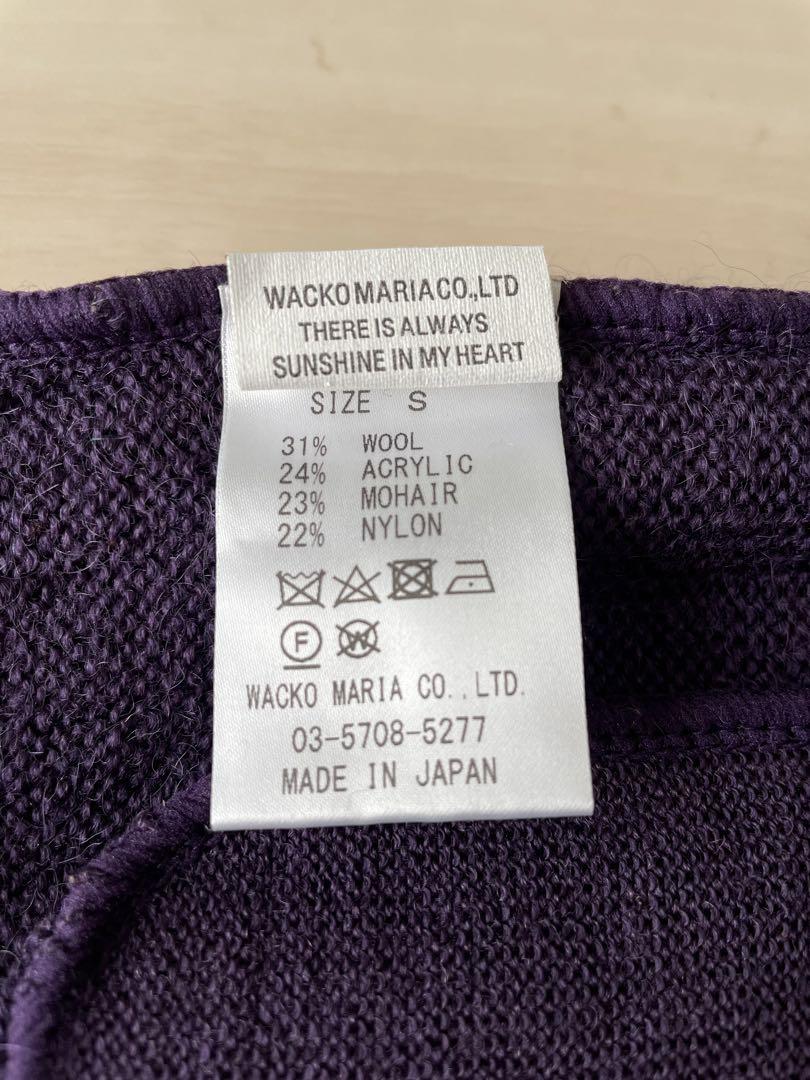 WACKO MARIA CO.,LTD
THERE IS ALWAYS
SUNSHINE IN MY HEART
SIZE S
31% WOOL
24% ACRYLIC
23% MOHAIR
22% NYLON
F W
WACKO MARIA CO.,LTD.
03-5708-5277
MADE IN JAPAN